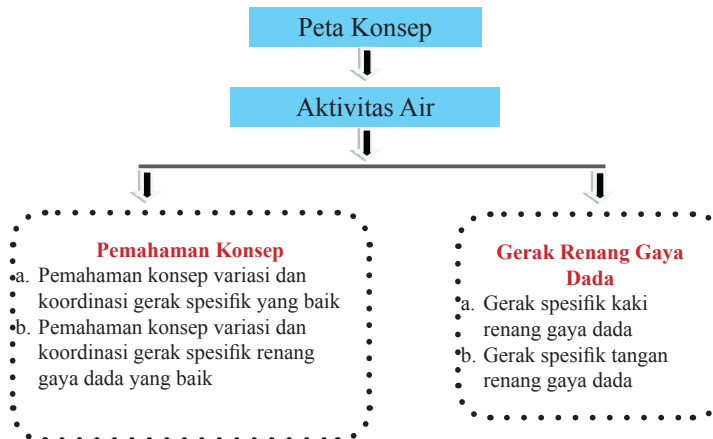 Peta Konsep
Aktivitas Air
Pemahaman Konsep
a. Pemahaman konsep variasi dan
koordinasi gerak spesifik yang baik
b. Pemahaman konsep variasi dan
koordinasi gerak spesifik renang
gaya dada yang baik
Gerak Renang Gaya
Dada
a. Gerak spesifik kaki
renang gaya dada
b. Gerak spesifik tangan
renang gaya dada